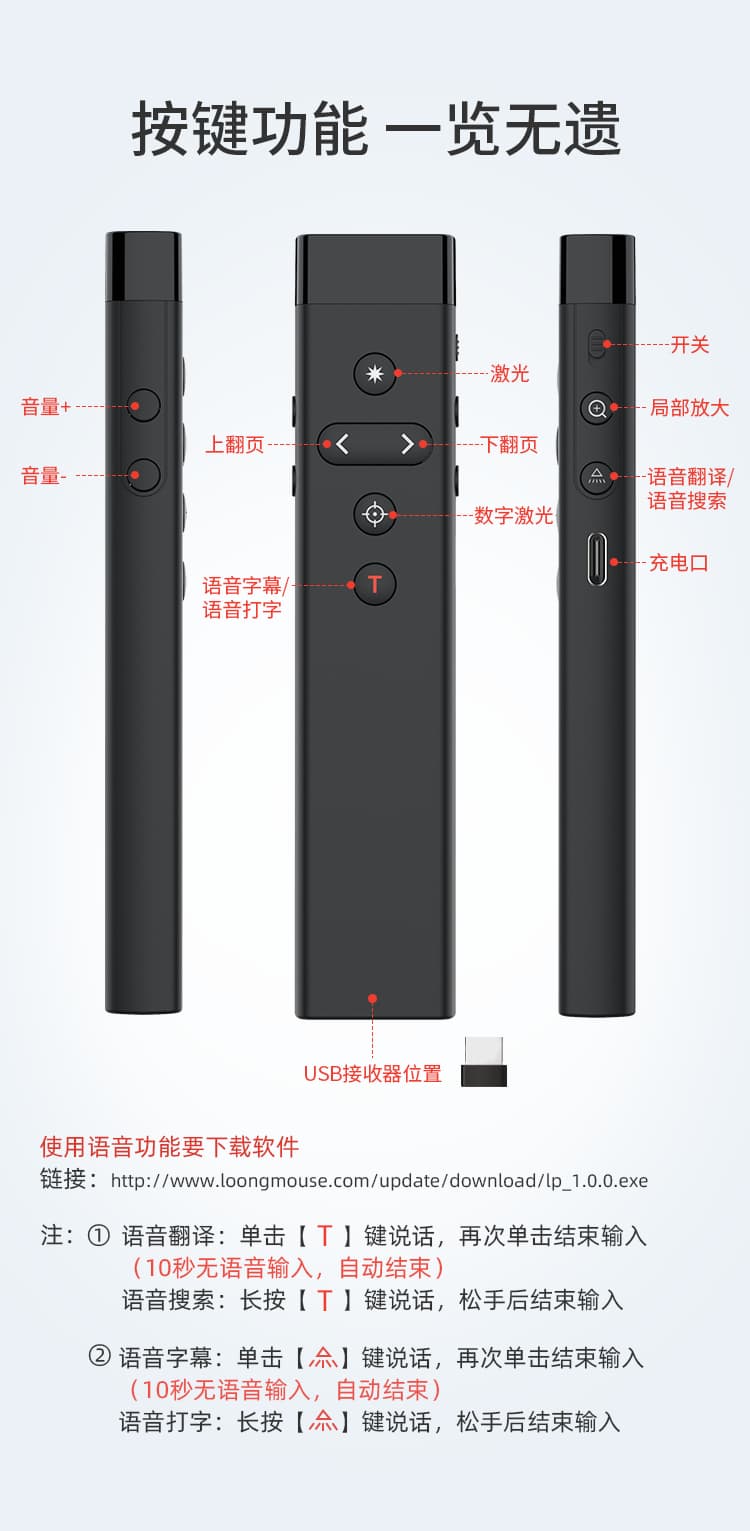 按键功能 一览无遗
开关
激光
音量+
局部放大
上翻页
下翻页
音量-
语音翻译/
语音搜索
数字激光
充电口
语音字幕/
语音打字
T
USB接收器位置
使用语音功能要下载软件
链接：http://www.loongmouse.com/update/download/lp_1.0.0.exe
注：① 语音翻译：单击【 T 】键说话，再次单击结束输入
（10秒无语音输入，自动结束）
语音搜索：长按【 T 】键说话，松手后结束输入
② 语音字幕：单击【】键说话，再次单击结束输入
（10秒无语音输入，自动结束）
语音打字：长按【】键说话，松手后结束输入